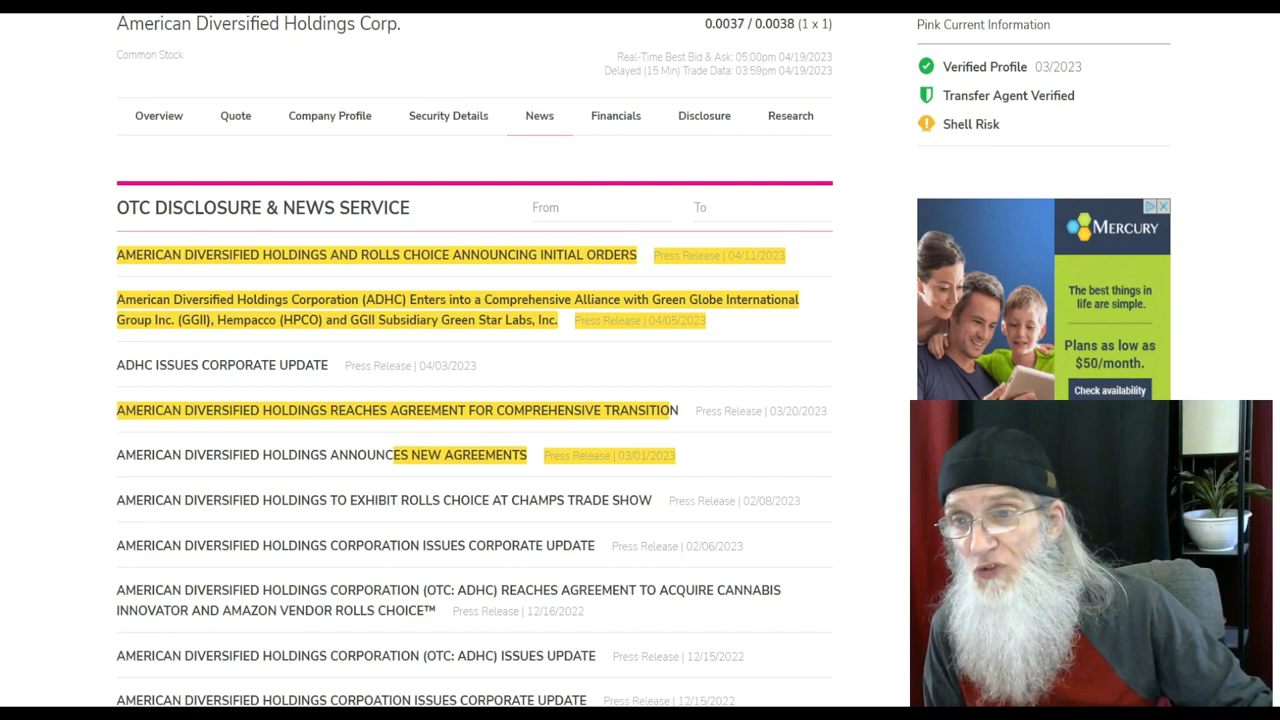 American Diversified Holdings Corp.
0.0037 / 0.0038 (1 x 1)
Common Stock
Real-Time Best Bid & Ask: 05:00pm 04/19/2023
Delayed (15 Min) Trade Data: 03:59pm 04/19/2023
Pink Current Information
Verified Profile 03/2023
Transfer Agent Verified
Shell Risk
Overview Quote Company Profile Security Details News Financials Disclosure Research
OTC DISCLOSURE & NEWS SERVICE From To
AMERICAN DIVERSIFIED HOLDINGS AND ROLLS CHOICE ANNOUNCING INITIAL ORDERS Press Release | 04/11/2023
American Diversified Holdings Corporation (ADHC) Enters into a Comprehensive Alliance with Green Globe International
Group Inc. (GGII), Hempacco (HPCO) and GGII Subsidiary Green Star Labs, Inc. Press Release | 04/05/2023
ADHC ISSUES CORPORATE UPDATE Press Release | 04/03/2023
AMERICAN DIVERSIFIED HOLDINGS REACHES AGREEMENT FOR COMPREHENSIVE TRANSITION Press Release | 03/20/2023
AMERICAN DIVERSIFIED HOLDINGS ANNOUNCES NEW AGREEMENTS Press Release | 03/01/2023
AMERICAN DIVERSIFIED HOLDINGS TO EXHIBIT ROLLS CHOICE AT CHAMPS TRADE SHOW Press Release | 02/08/2023
AMERICAN DIVERSIFIED HOLDINGS CORPORATION ISSUES CORPORATE UPDATE Press Release | 02/06/2023
AMERICAN DIVERSIFIED HOLDINGS CORPORATION (OTC: ADHC) REACHES AGREEMENT TO ACQUIRE CANNABIS
INNOVATOR AND AMAZON VENDOR ROLLS CHOICE™ Press Release | 12/16/2022
AMERICAN DIVERSIFIED HOLDINGS CORPORATION (OTC: ADHC) ISSUES UPDATE Press Release | 12/15/2022
AMERICAN DIVERSIFIED HOLDINGS CORPOATION ISSUES CORPORATE UPDATE Press Release | 12/15/2022
MERCURY
The best things in
life are simple.
Plans as low as
$50/month.
Check availability